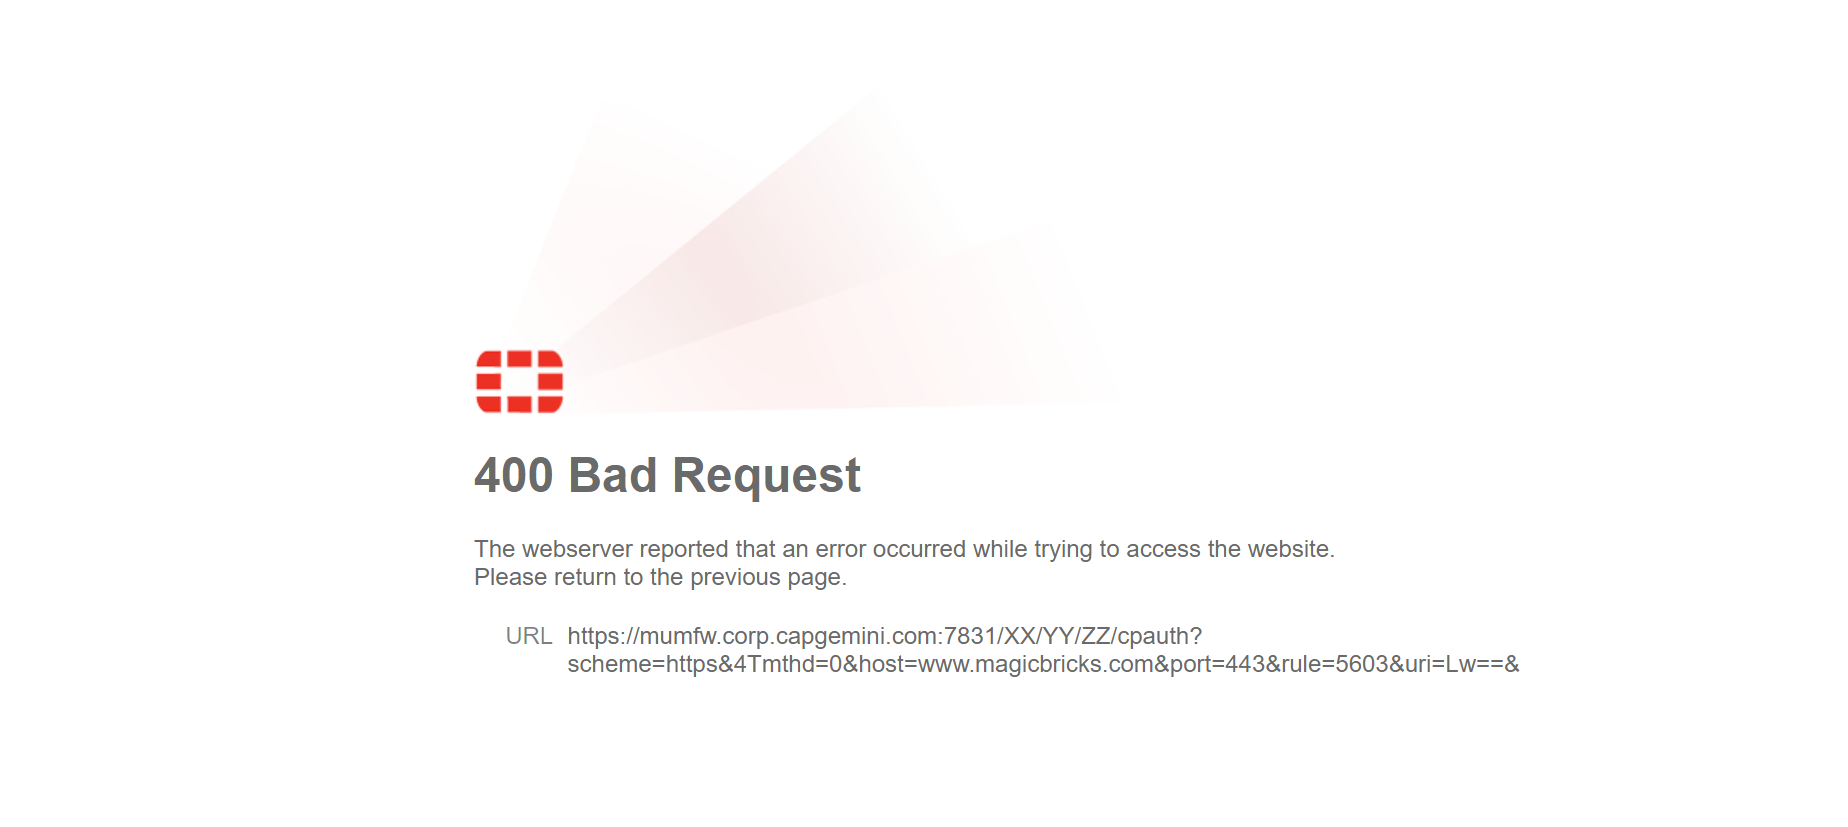 400 Bad Request
The webserver reported that an error occurred while trying to access the website.
Please return to the previous page.
URL https://mumfw.corp.capgemini.com:7831/XX/YY/ZZ/cpauth?
scheme=https&4Tmthd=0&host=www.magicbricks.com&port=443&rule=5603&uri=Lw==&